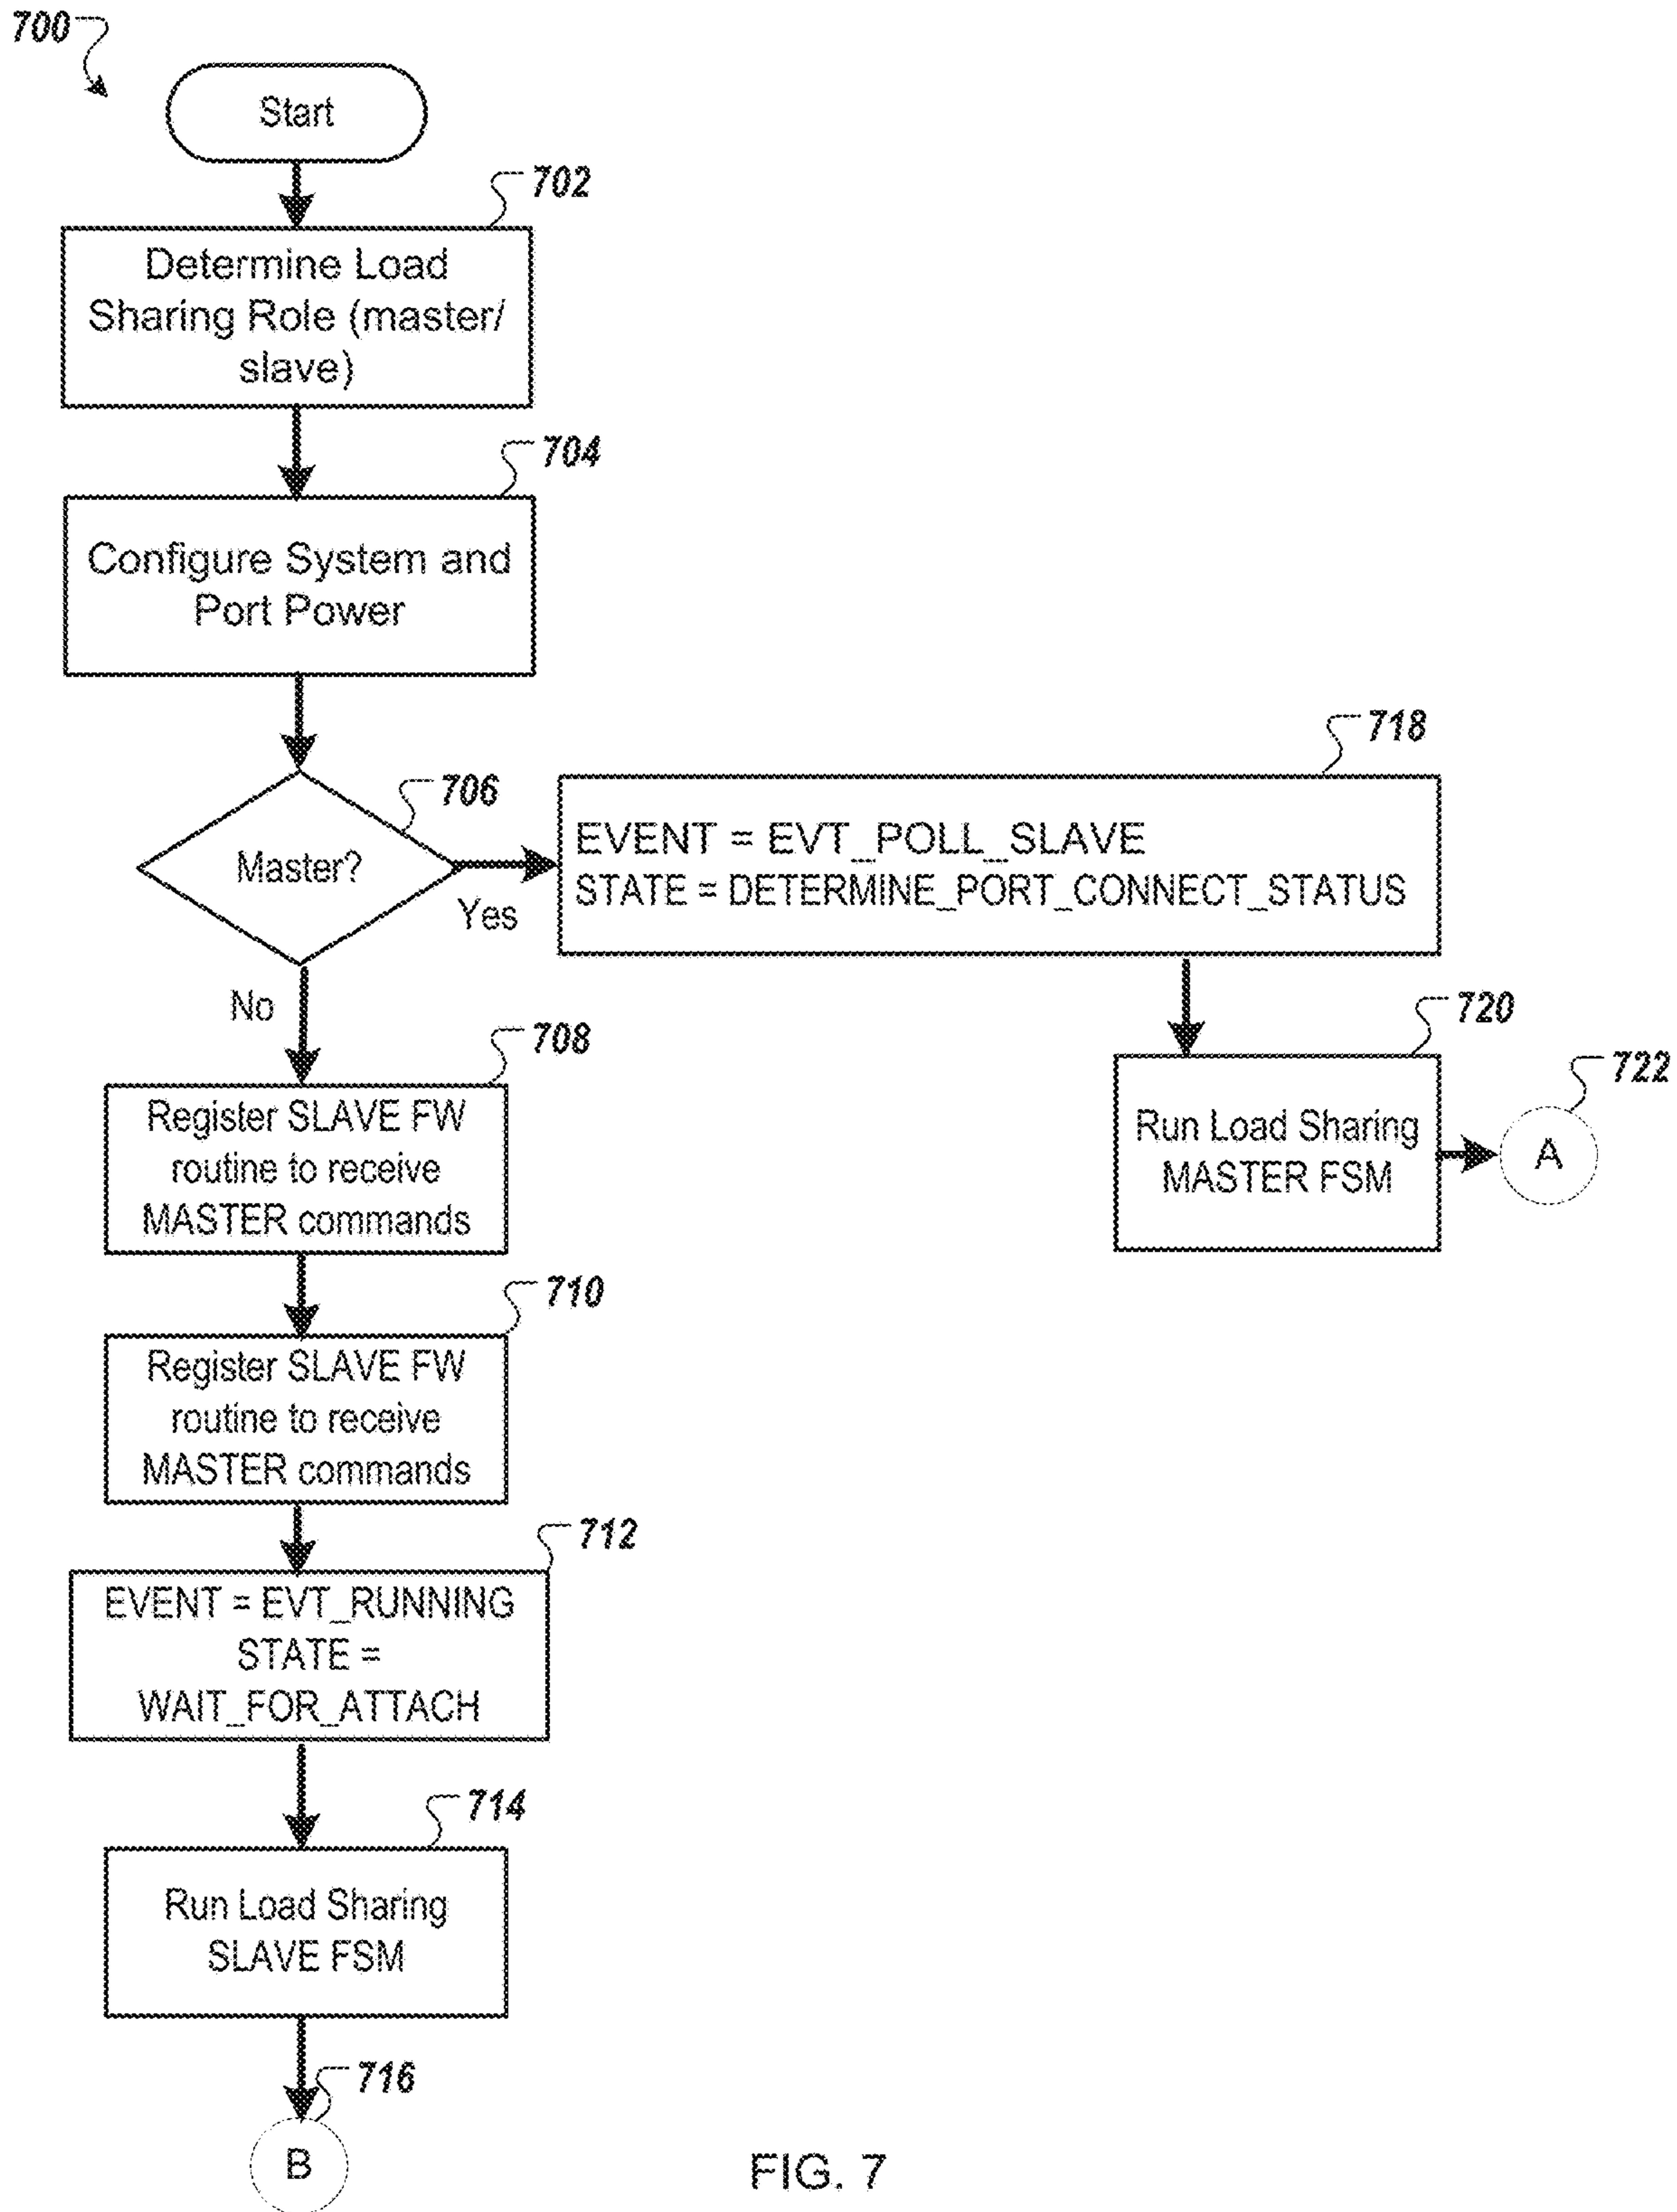 700
Start
702
Determine Load
Sharing Role (master/
slave)
704
Configure System and
Port Power
706
Master?
Yes
No
718
EVENT = EVT_POLL_SLAVE
STATE = DETERMINE_PORT_CONNECT_STATUS
720
Run Load Sharing
MASTER FSM
722
A
708
Register SLAVE FW
routine to receive
MASTER commands
710
Register SLAVE FW
routine to receive
MASTER commands
712
EVENT = EVT_RUNNING
STATE =
WAIT_FOR_ATTACH
714
Run Load Sharing
SLAVE FSM
716
B
FIG. 7